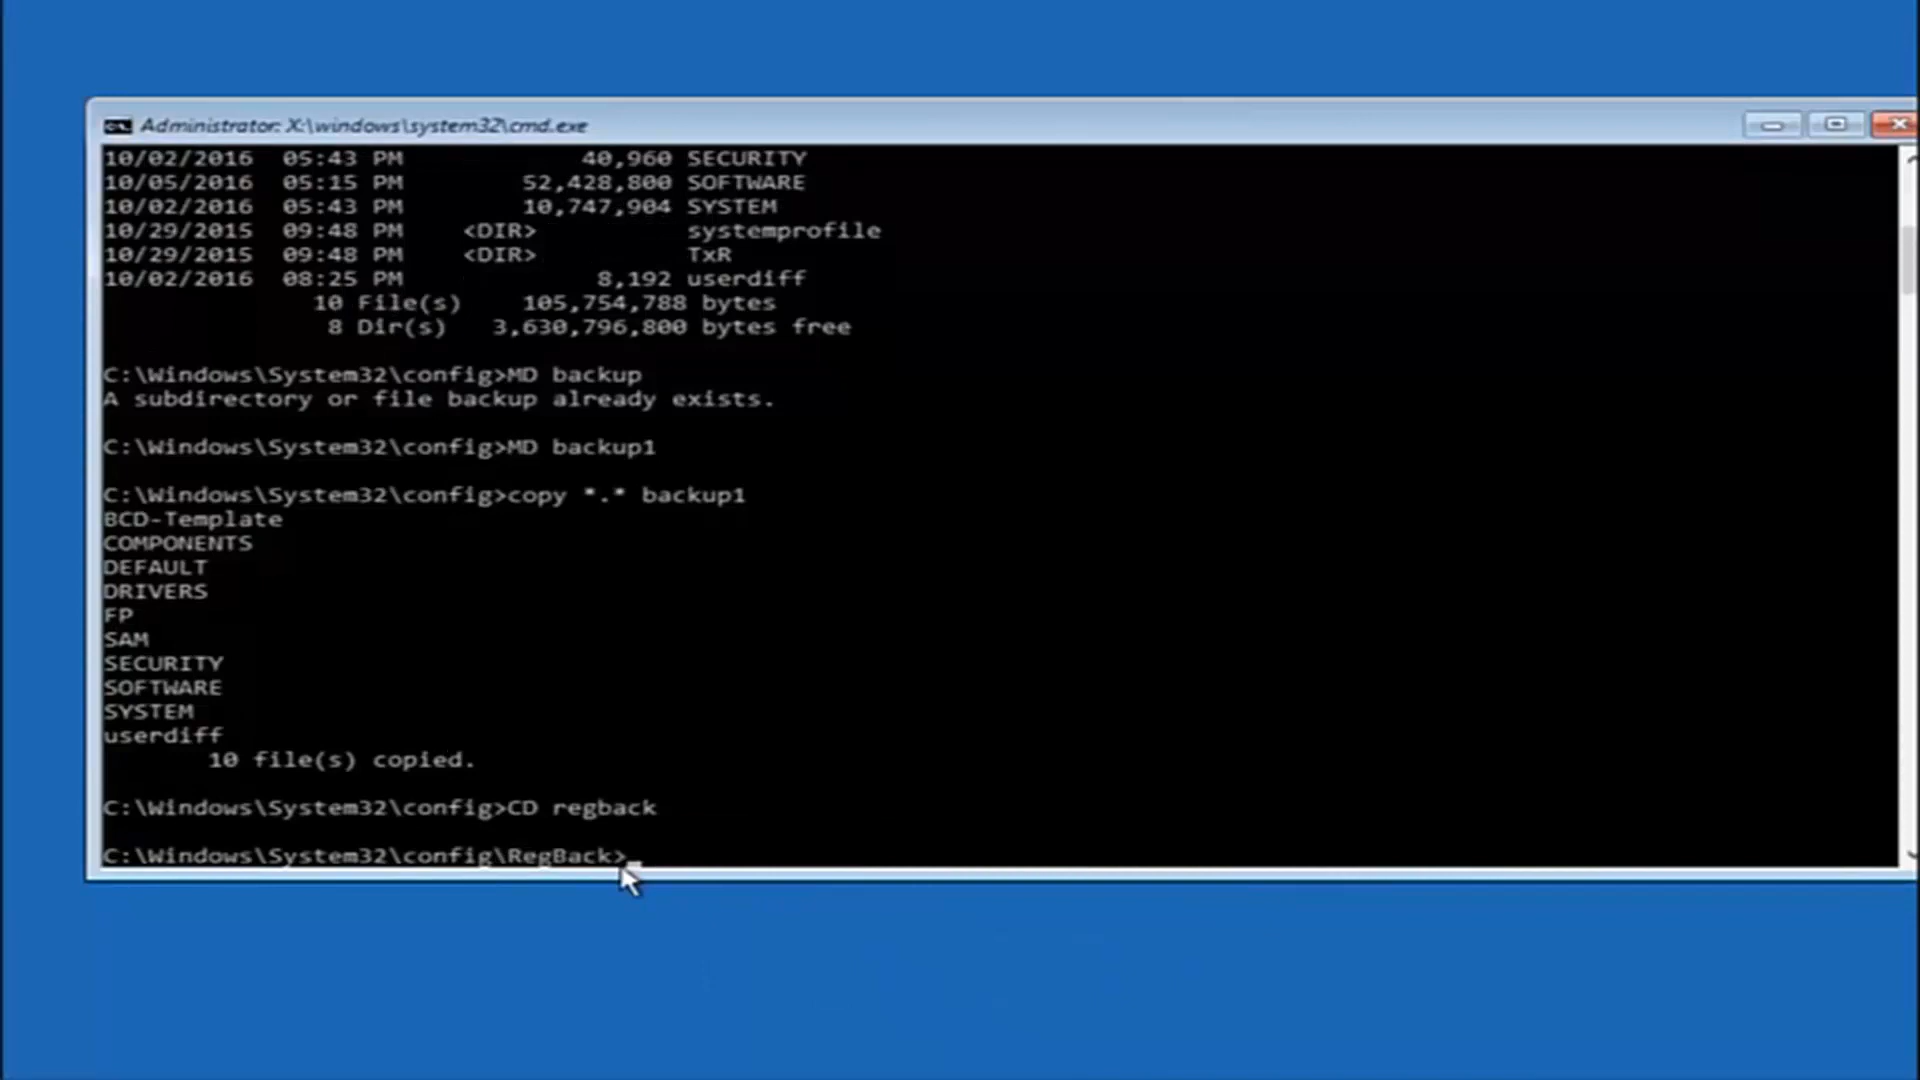 Administrator: X:\windows\system32\cmd.exe
10/02/2016 05:43 PM 40,960 SECURITY
10/05/2016 05:15 PM 52,428,800 SOFTWARE
10/02/2016 05:43 PM 10,747,904 SYSTEM
10/29/2015 09:48 PM <DIR> systemprofile
10/29/2015 09:48 PM <DIR> TxR
10/02/2016 08:25 PM 8,192 userdiff
10 File(s) 105,754,788 bytes
8 Dir(s) 3,630,796,800 bytes free
C:\Windows\System32\config>MD backup
A subdirectory or file backup already exists.
C:\Windows\System32\config>MD backup1
C:\Windows\System32\config>copy *.* backup1
BCD-Template
COMPONENTS
DEFAULT
DRIVERS
FP
SAM
SECURITY
SOFTWARE
SYSTEM
userdiff
10 file(s) copied.
C:\Windows\System32\config>CD regback
C:\Windows\System32\config\RegBack>